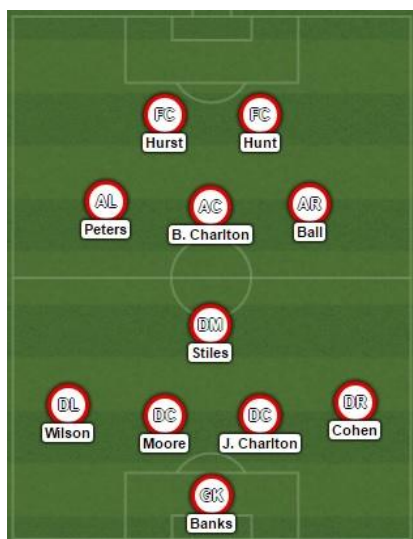 FC
FC
Hurst
Hunt
AL
AC
AR
Peters
B. Charlton
Ball
DM
Stiles
DL
DC
DC
DR
Wilson
Moore
J. Charlton
Cohen
GK
Banks